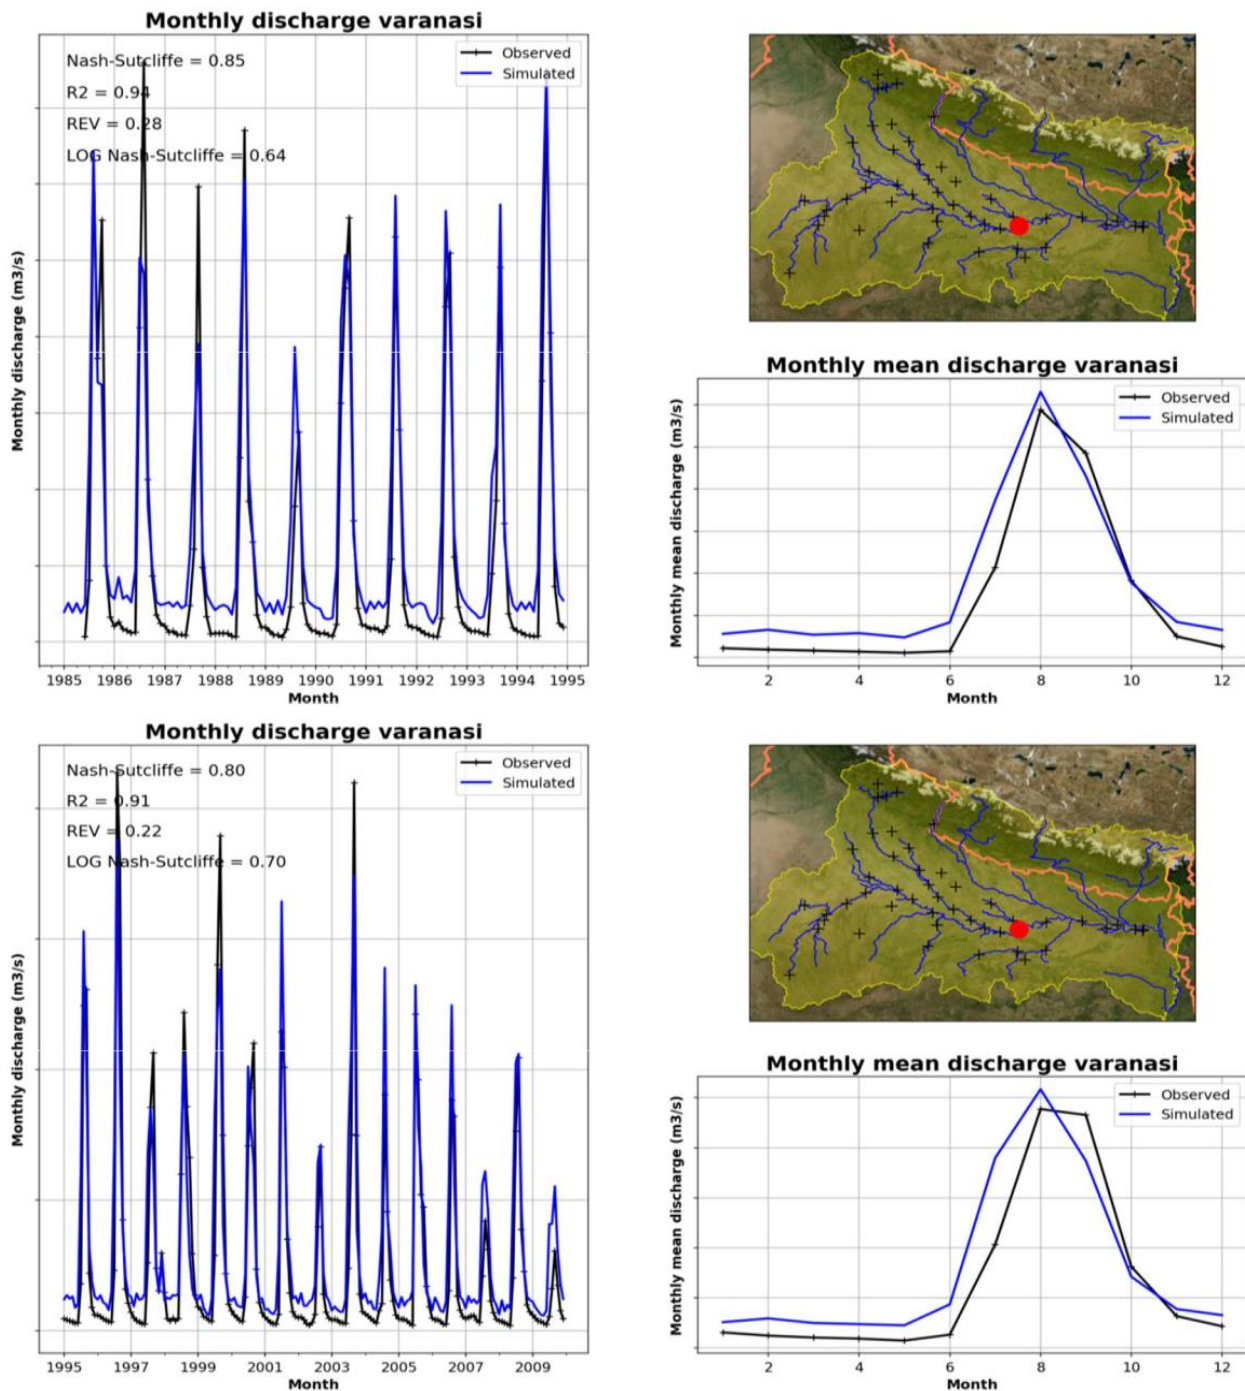 Monthly discharge varanasi
Nash-Sutcliffe = 0.85
R2 = 0.94
REV = 0.28
LOG Nash-Sutcliffe = 0.64
Observed
Simulated
Monthly discharge (m3/s)
1985 1986 1987 1988 1989 1990 1991 1992 1993 1994 1995
Month
Monthly mean discharge varanasi
Observed
Simulated
Monthly mean discharge (m3/s)
2 4 6 8 10 12
Month
Monthly discharge varanasi
Nash-Sutcliffe = 0.80
R2 = 0.91
REV = 0.22
LOG Nash-Sutcliffe = 0.70
Observed
Simulated
Monthly discharge (m3/s)
1995 1997 1999 2001 2003 2005 2007 2009
Month
Monthly mean discharge varanasi
Observed
Simulated
Monthly mean discharge (m3/s)
2 4 6 8 10 12
Month